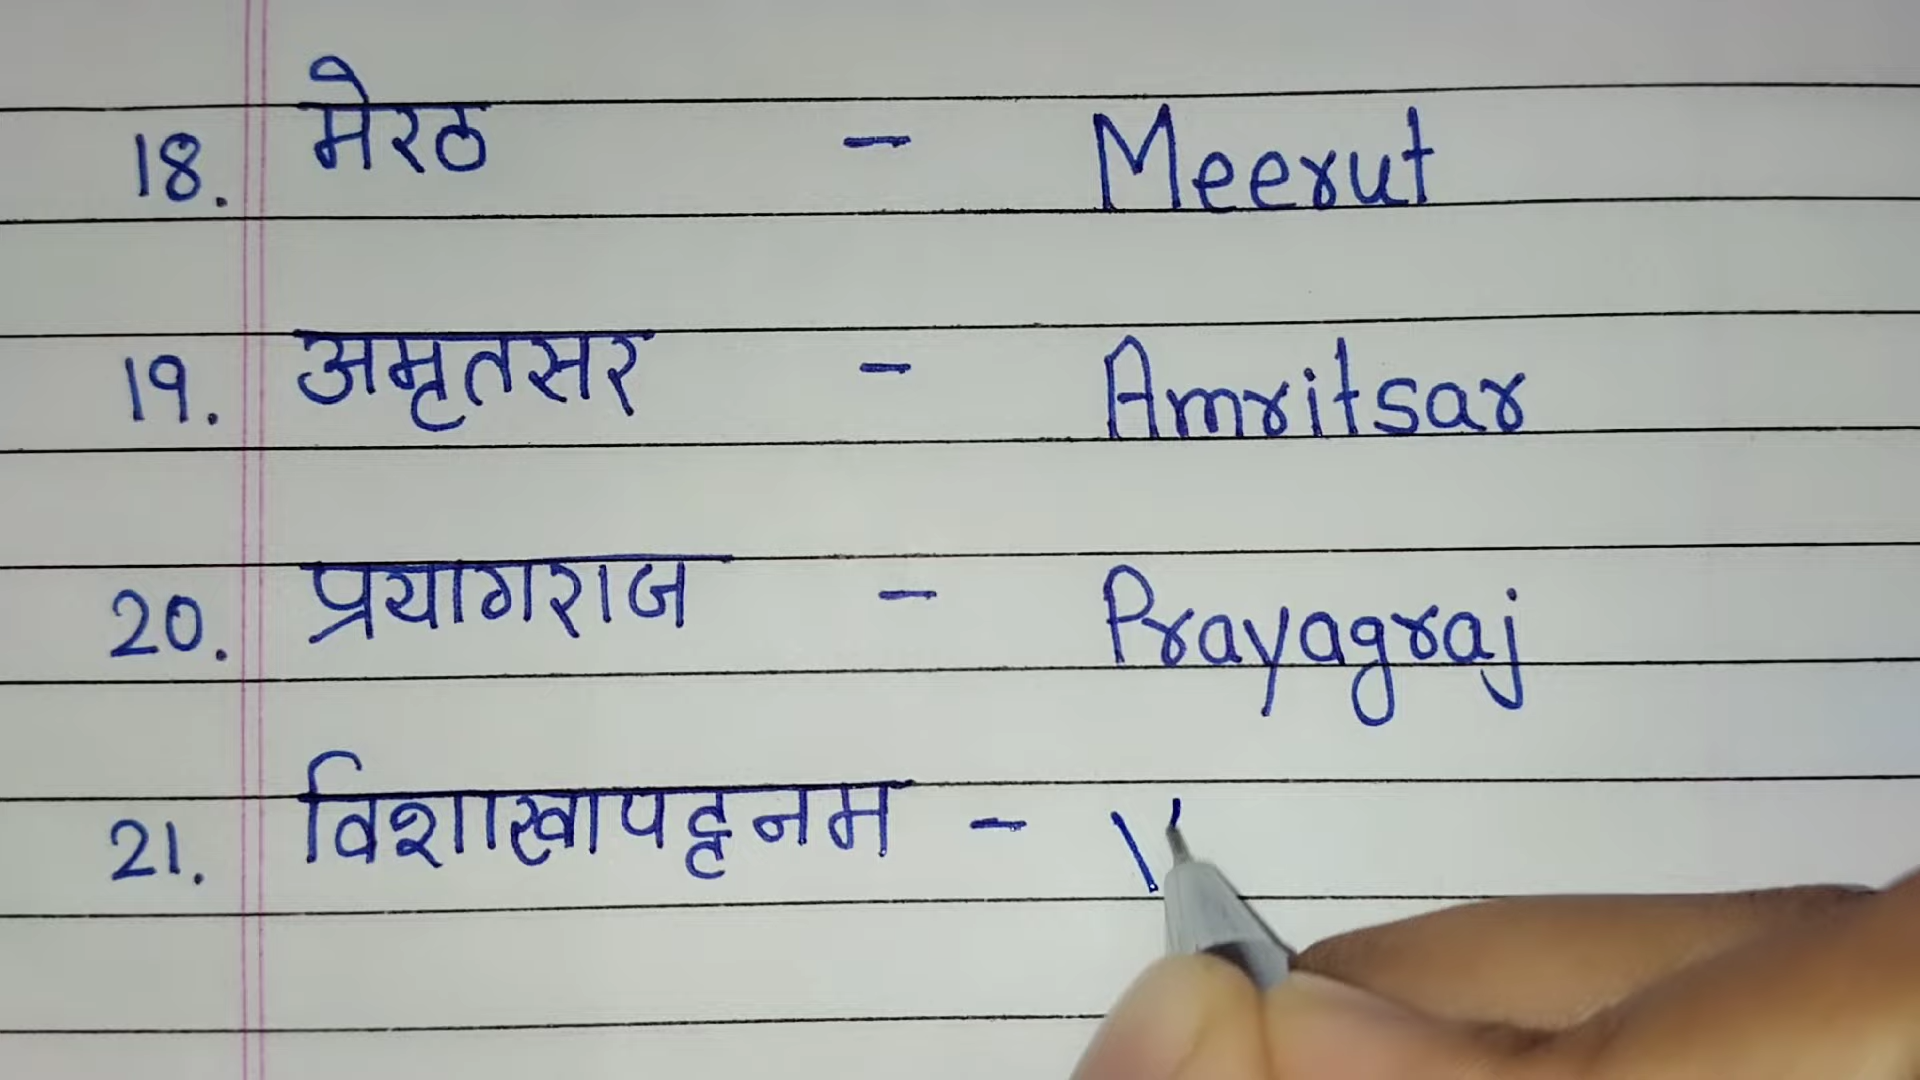 18. मेरठ - Meerut
19. अमृतसर - Amritsar
20. प्रयागराज - Prayagraj
21. विशाखापट्टनम - V